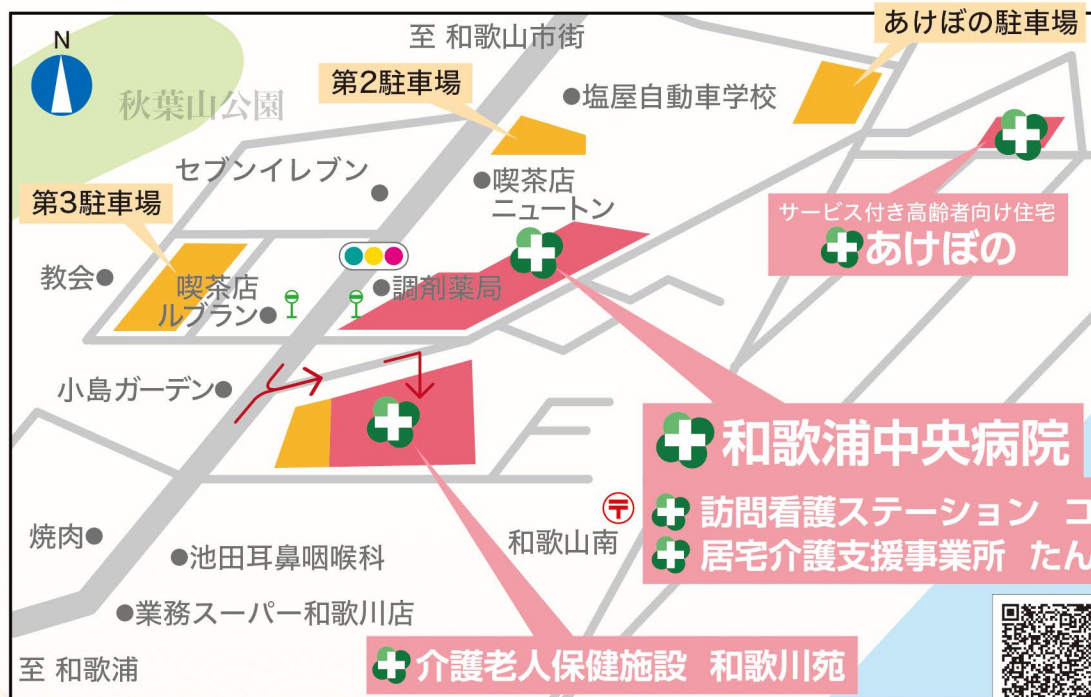 あけぼの駐車場
N
至 和歌山市街
秋葉山公園
第2駐車場
塩屋自動車学校
セブンイレブン
喫茶店
ニュートン
第3駐車場
サービス付き高齢者向け住宅
あけぼの
教会
喫茶店
ルブラン
調剤薬局
小島ガーデン
和歌浦中央病院
訪問看護ステーション コ
居宅介護支援事業所 たん
焼肉
和歌山南
池田耳鼻咽喉科
業務スーパー和歌川店
介護老人保健施設 和歌川苑
至 和歌浦